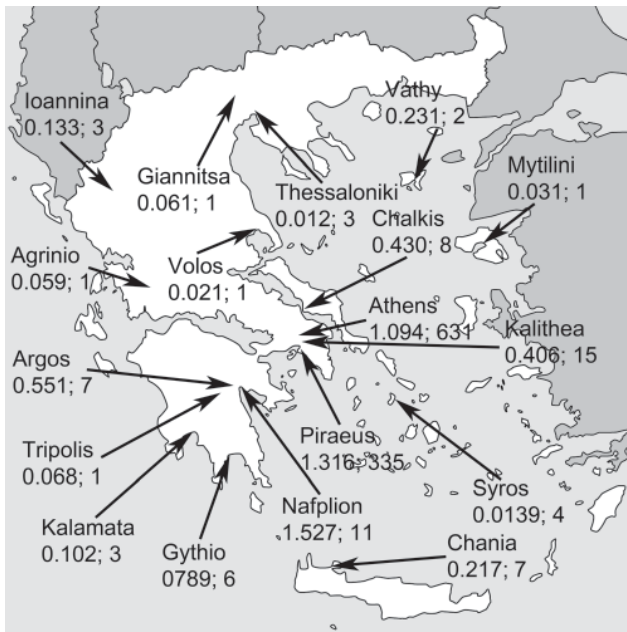 Ioannina
0.133; 3
Vathy
0.231; 2
Giannitsa
0.061; 1
Thessaloniki
0.012; 3
Mytilini
0.031; 1
Chalkis
0.430; 8
Agrinio
0.059; 1
Volos
0.021; 1
Athens
1.094; 631
Kalithea
0.406; 15
Argos
0.551; 7
Piraeus
1.316; 335
Tripolis
0.068; 1
Nafplion
1.527; 11
Syros
0.0139; 4
Kalamata
0.102; 3
Gythio
0789; 6
Chania
0.217; 7